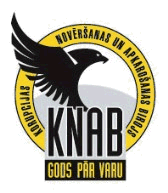 KORUPCIJAS NOVĒRŠANAS UN APKAROŠANAS BIROJS
KNAB
GODS PĀR VARU